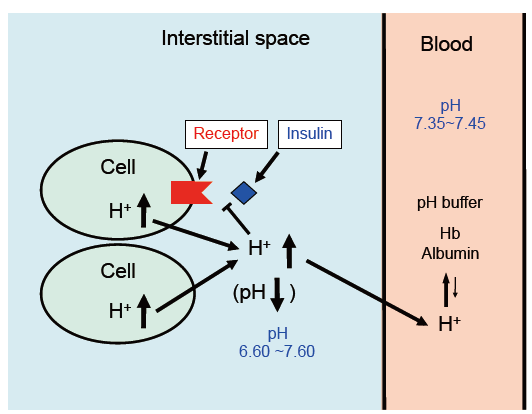 Interstitial space
Blood
pH
7.35~7.45
Receptor
Insulin
Cell
H⁺
pH buffer
Hb
Albumin
H⁺
(pH )
Cell
H⁺
pH
6.60 ~7.60
H⁺